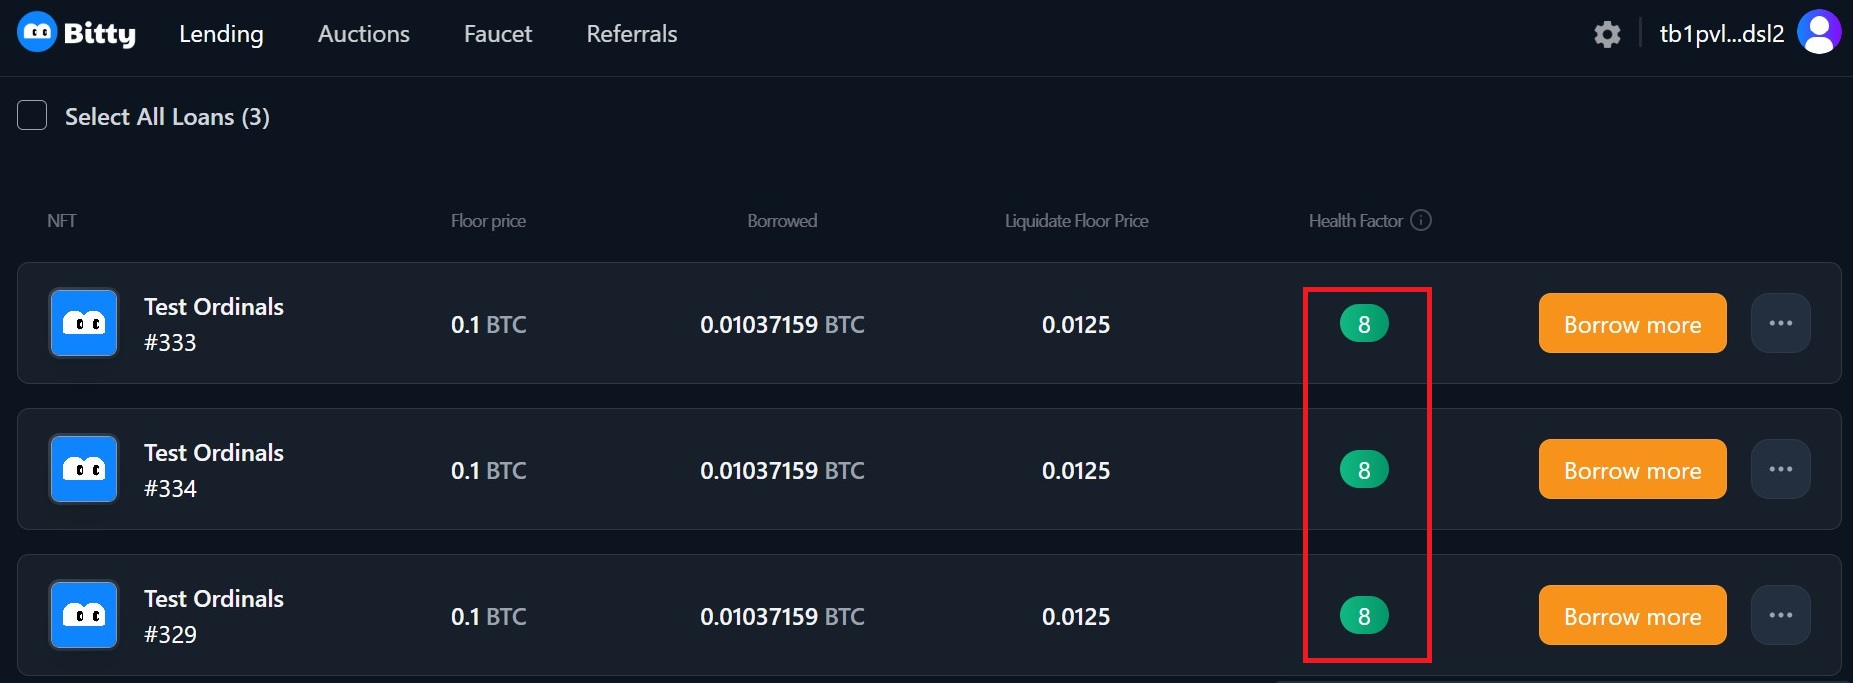 Bitty Lending Auctions Faucet Referrals tb1pvl...dsl2
Select All Loans (3)
NFT Floor price Borrowed Liquidate Floor Price Health Factor
Test Ordinals
#333
0.1 BTC 0.01037159 BTC 0.0125 8 Borrow more
Test Ordinals
#334
0.1 BTC 0.01037159 BTC 0.0125 8 Borrow more
Test Ordinals
#329
0.1 BTC 0.01037159 BTC 0.0125 8 Borrow more